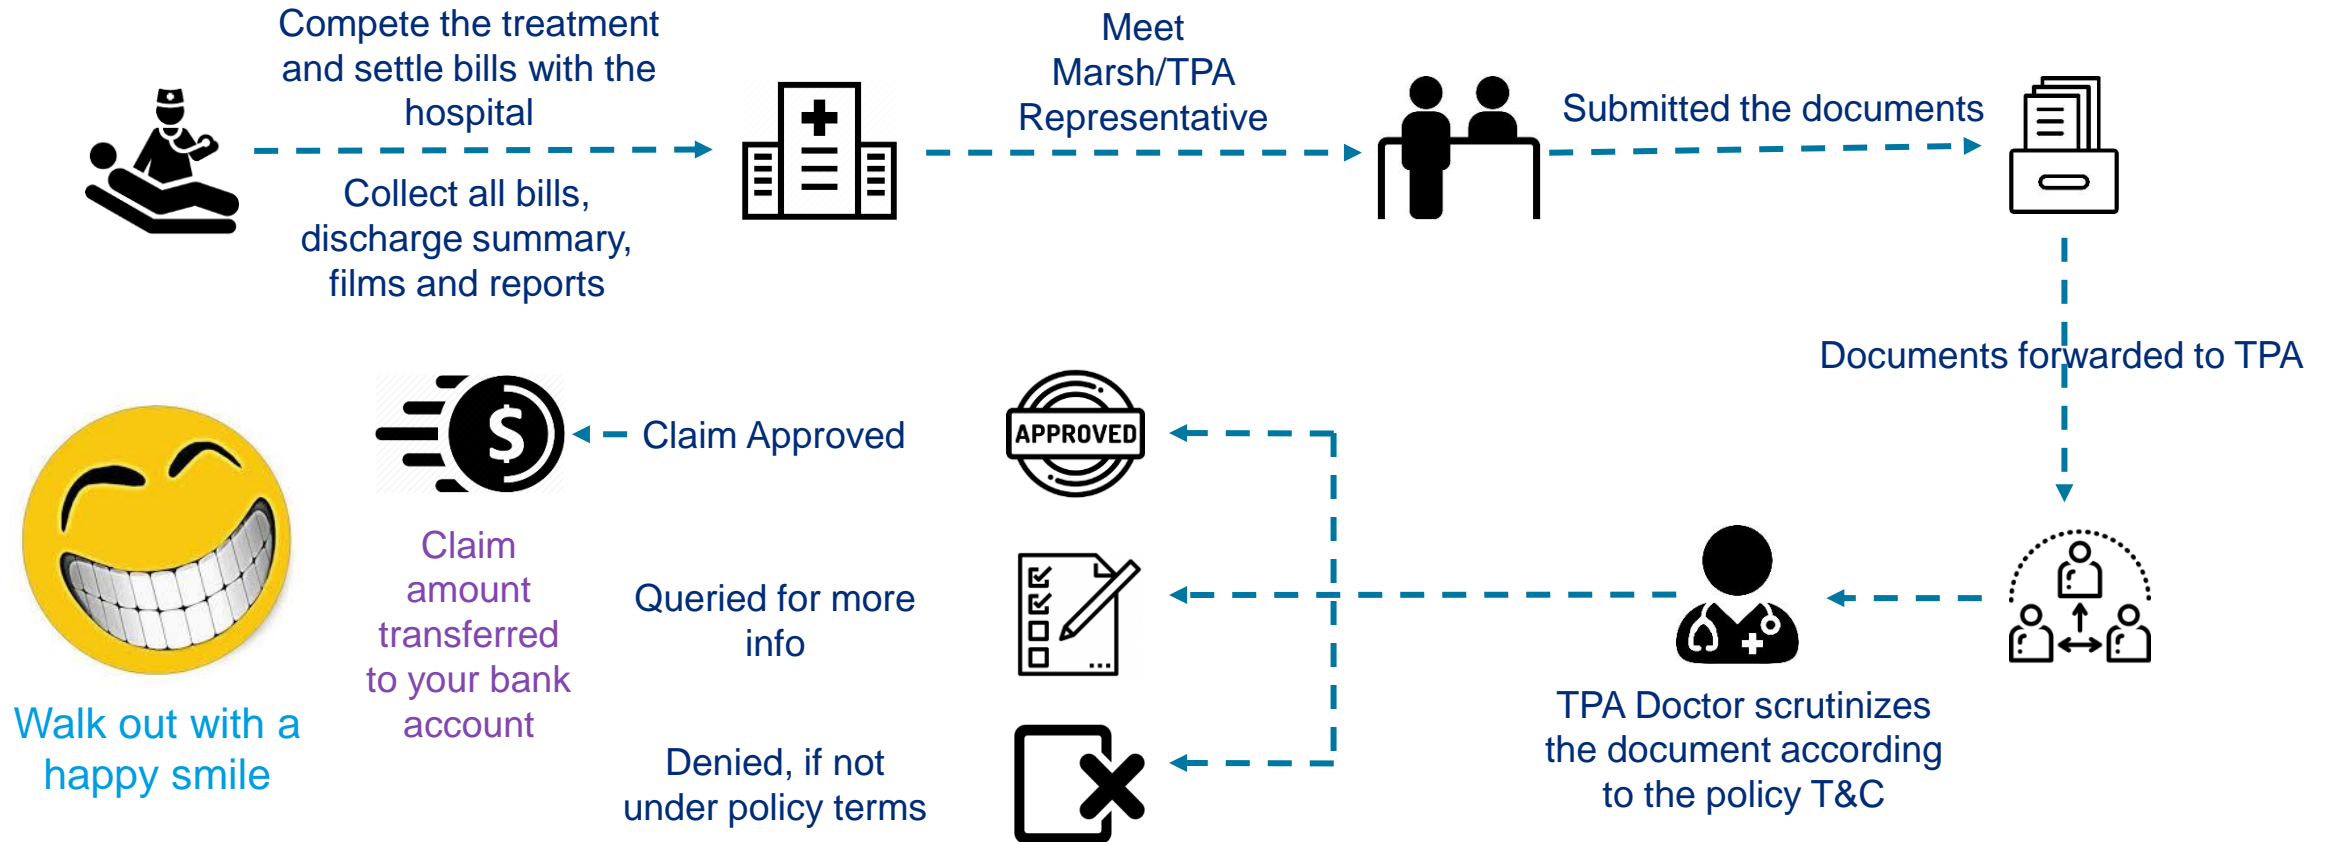 Compete the treatment
and settle bills with the
hospital
Collect all bills,
discharge summary,
films and reports
Meet
Marsh/TPA
Representative
Submitted the documents
Documents forwarded to TPA
TPA Doctor scrutinizes
the document according
to the policy T&C
APPROVED
Claim Approved
Queried for more
info
Denied, if not
under policy terms
$
Claim
amount
transferred
to your bank
account
Walk out with a
happy smile